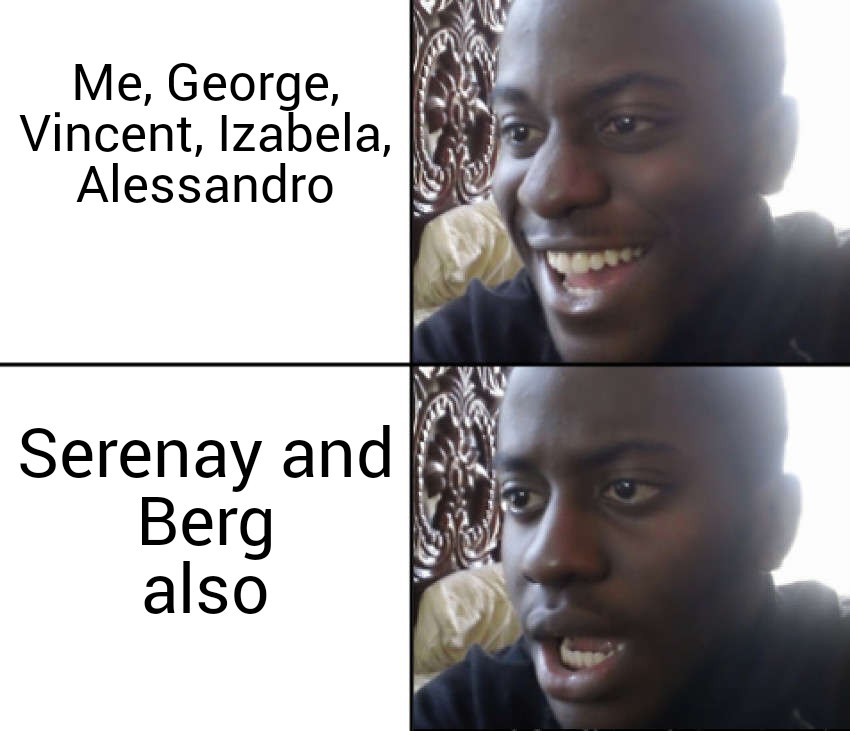 Me, George,
Vincent, Izabela,
Alessandro
Serenay and
Berg
also